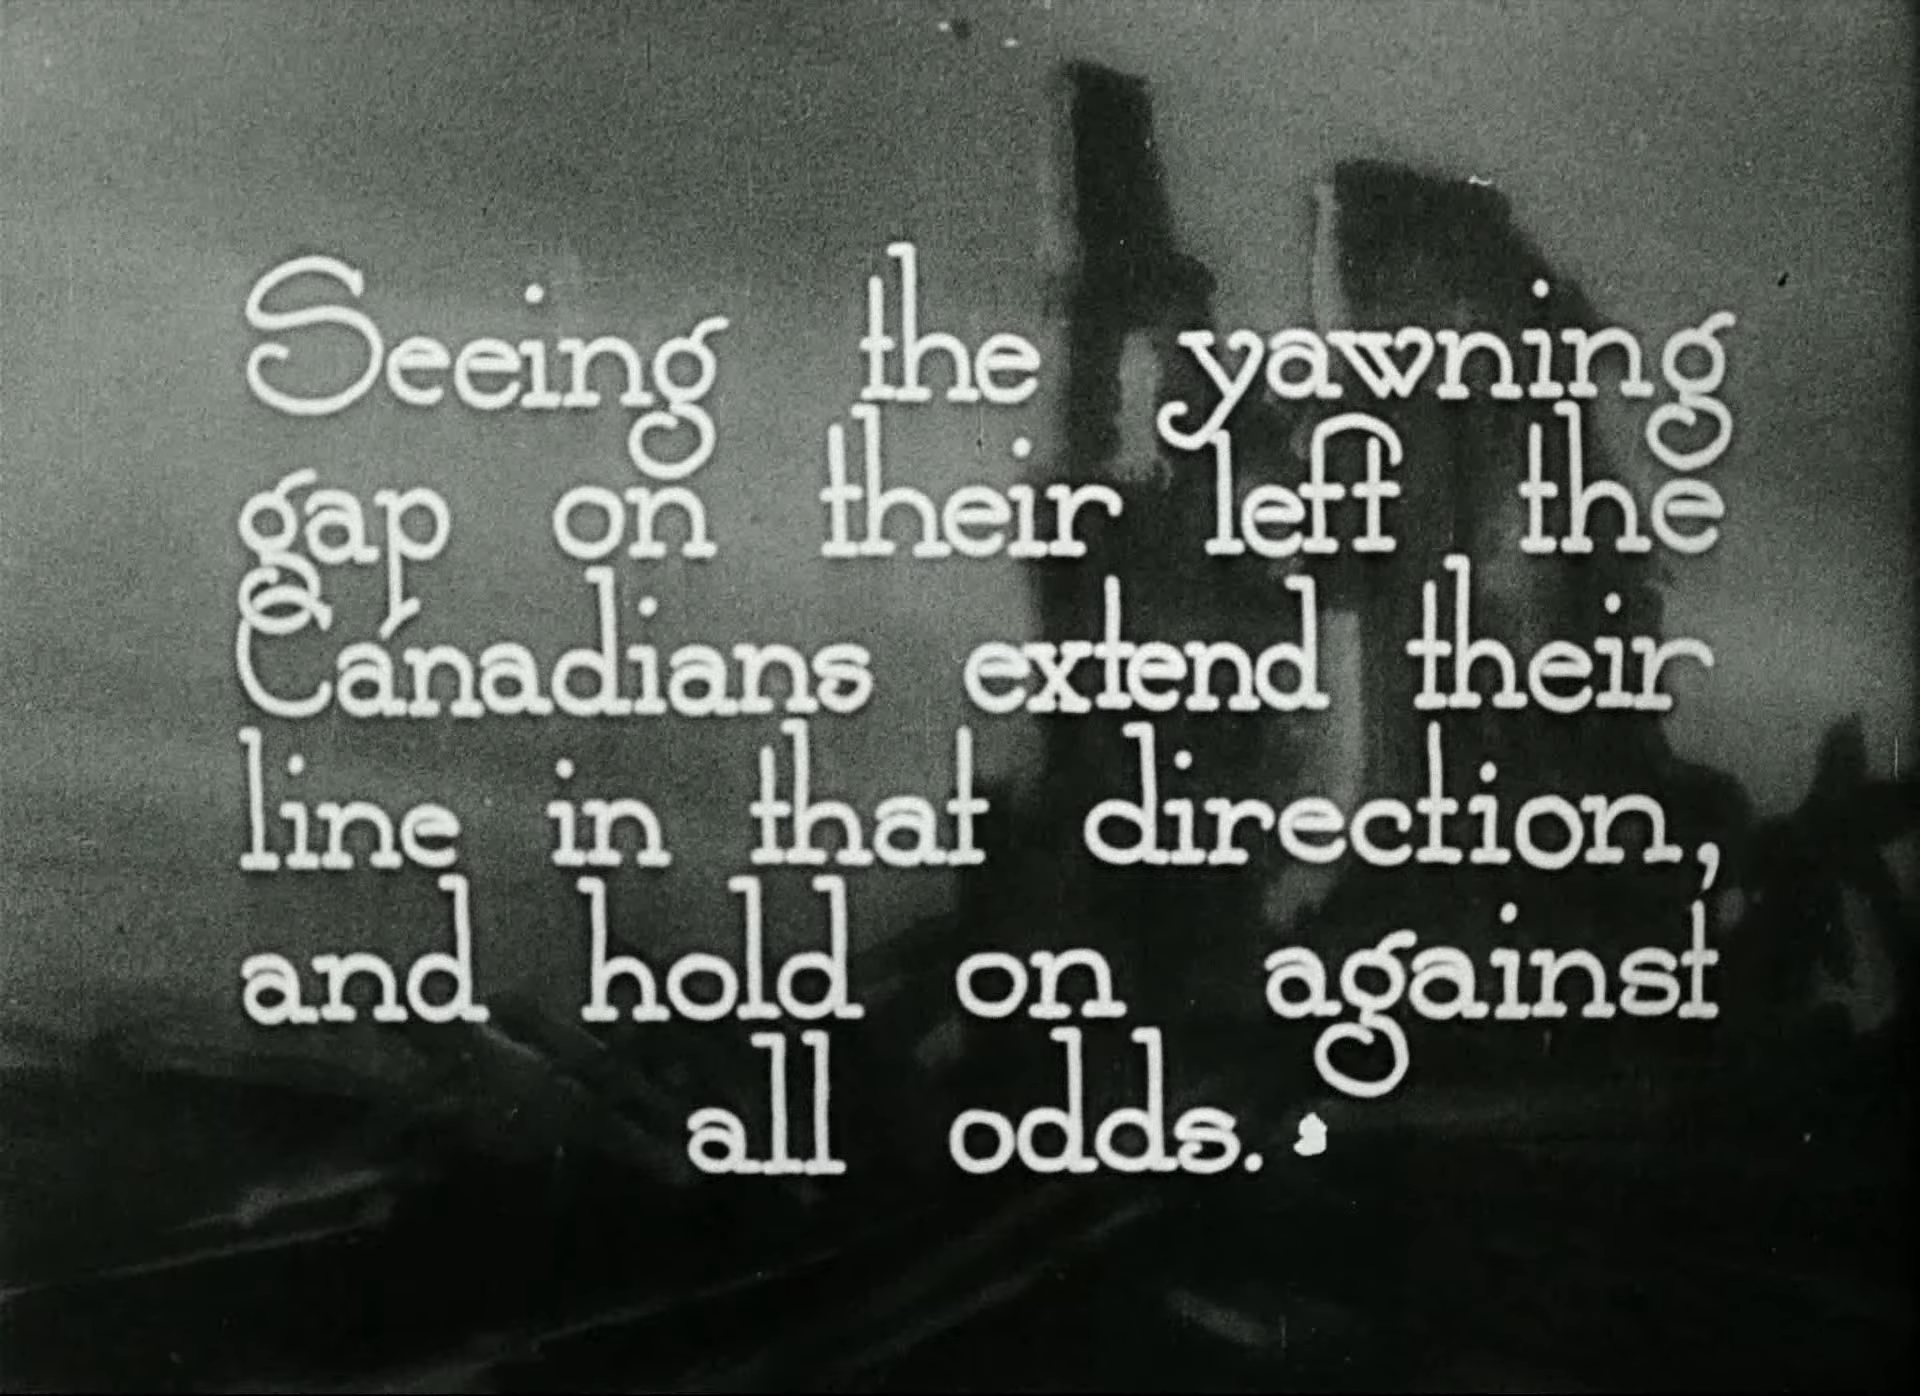 Seeing the yawning
gap on their left the
Canadians extend their
line in that direction,
and hold on against
all odds.